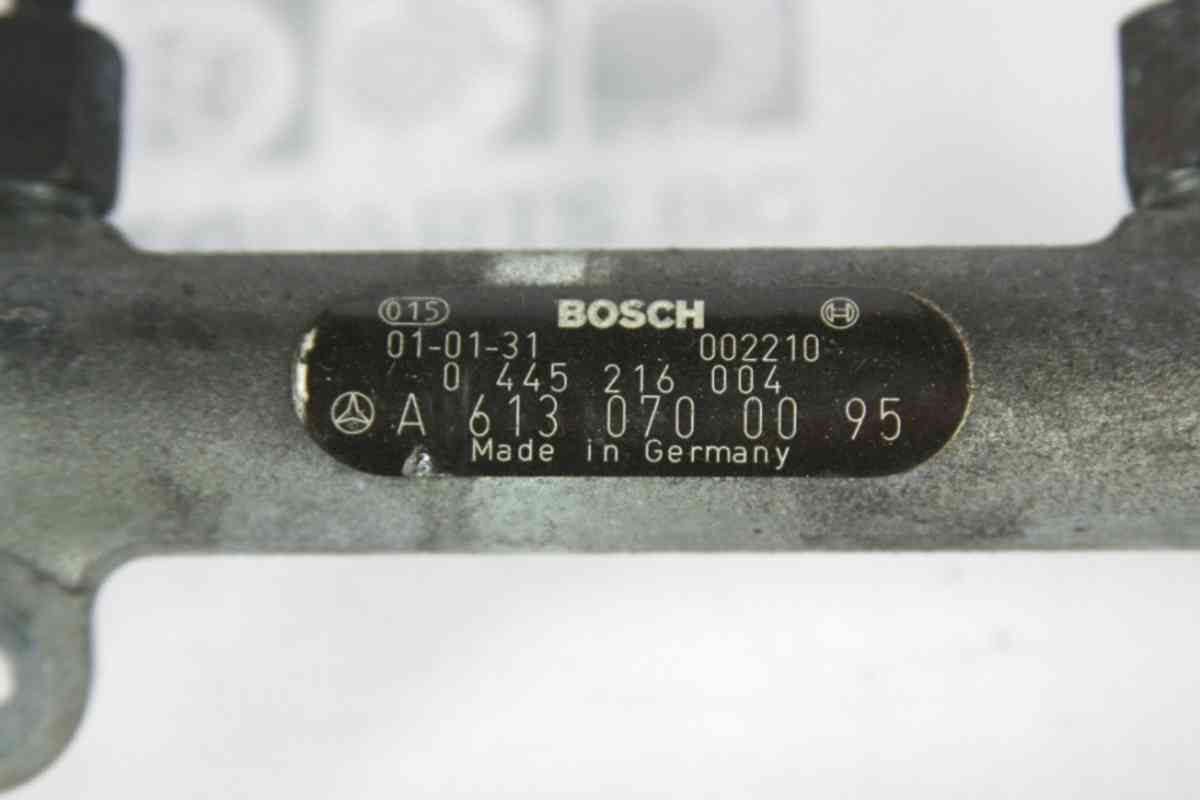 015 BOSCH
01-01-31 002210
0 445 216 004
A 613 070 00 95
Made in Germany